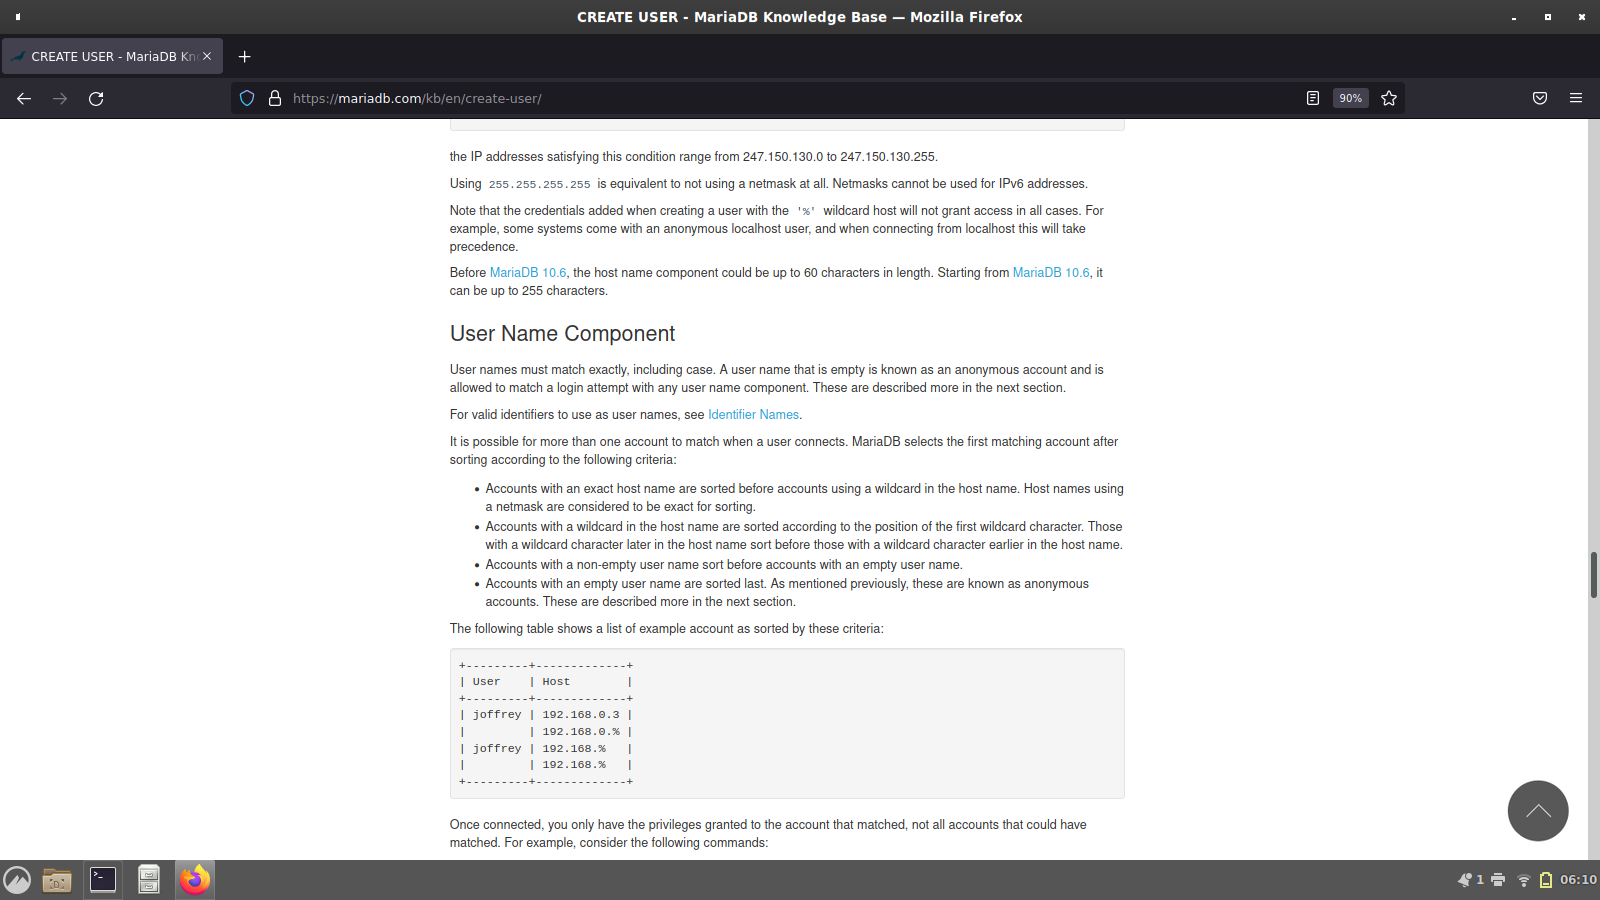 CREATE USER - MariaDB Knowledge Base — Mozilla Firefox
CREATE USER - MariaDB Kn
https://mariadb.com/kb/en/create-user/
90%
the IP addresses satisfying this condition range from 247.150.130.0 to 247.150.130.255.
Using 255.255.255.255 is equivalent to not using a netmask at all. Netmasks cannot be used for IPv6 addresses.
Note that the credentials added when creating a user with the '%' wildcard host will not grant access in all cases. For
example, some systems come with an anonymous localhost user, and when connecting from localhost this will take
precedence.
Before MariaDB 10.6, the host name component could be up to 60 characters in length. Starting from MariaDB 10.6, it
can be up to 255 characters.
User Name Component
User names must match exactly, including case. A user name that is empty is known as an anonymous account and is
allowed to match a login attempt with any user name component. These are described more in the next section.
For valid identifiers to use as user names, see Identifier Names.
It is possible for more than one account to match when a user connects. MariaDB selects the first matching account after
sorting according to the following criteria:
• Accounts with an exact host name are sorted before accounts using a wildcard in the host name. Host names using
a netmask are considered to be exact for sorting.
• Accounts with a wildcard in the host name are sorted according to the position of the first wildcard character. Those
with a wildcard character later in the host name sort before those with a wildcard character earlier in the host name.
• Accounts with a non-empty user name sort before accounts with an empty user name.
• Accounts with an empty user name are sorted last. As mentioned previously, these are known as anonymous
accounts. These are described more in the next section.
The following table shows a list of example account as sorted by these criteria:
+---------+-------------+
| User    | Host        |
+---------+-------------+
| joffrey | 192.168.0.3 |
|         | 192.168.0.% |
| joffrey | 192.168.%   |
|         | 192.168.%   |
+---------+-------------+
Once connected, you only have the privileges granted to the account that matched, not all accounts that could have
matched. For example, consider the following commands:
1
06:10